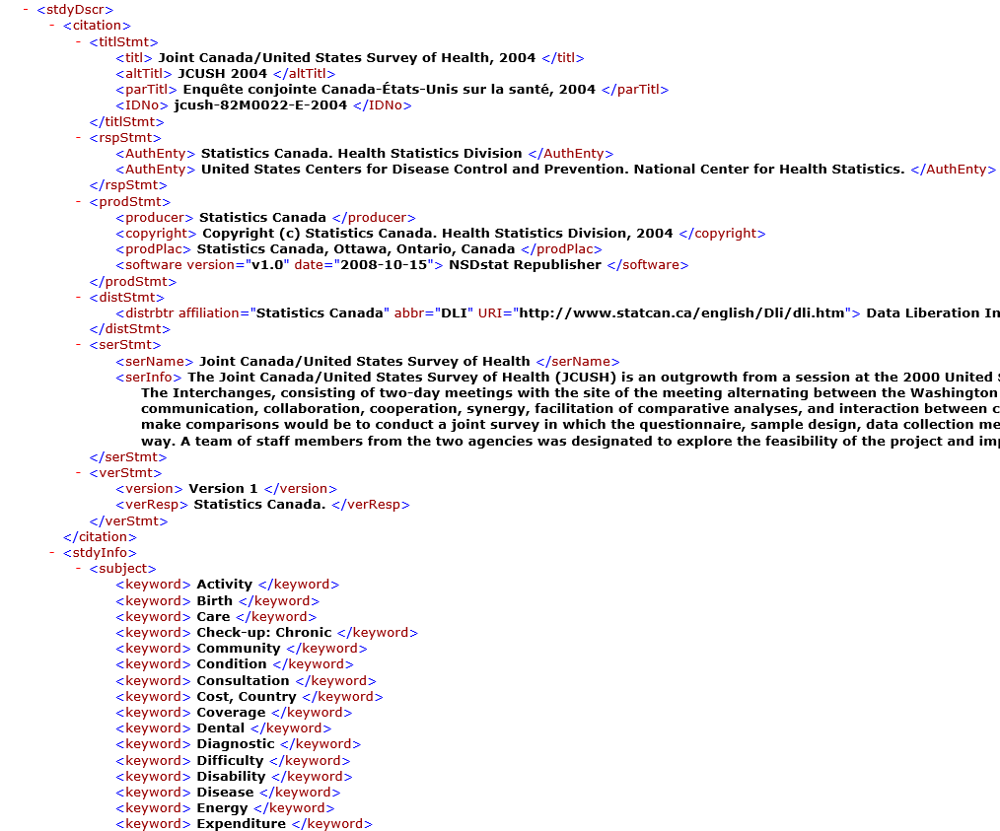 - <stdyDscr>
- <citation>
- <titlStmt>
<titl> Joint Canada/United States Survey of Health, 2004 </titl>
<altTitl> JCUSH 2004 </altTitl>
<parTitl> Enquête conjointe Canada-États-Unis sur la santé, 2004 </parTitl>
<IDNo> jcush-82M0022-E-2004 </IDNo>
</titlStmt>
- <rspStmt>
<AuthEnty> Statistics Canada. Health Statistics Division </AuthEnty>
<AuthEnty> United States Centers for Disease Control and Prevention. National Center for Health Statistics. </AuthEnty>
</rspStmt>
- <prodStmt>
<producer> Statistics Canada </producer>
<copyright> Copyright (c) Statistics Canada. Health Statistics Division, 2004 </copyright>
<prodPlac> Statistics Canada, Ottawa, Ontario, Canada </prodPlac>
<software version="v1.0" date="2008-10-15"> NSDstat Republisher </software>
</prodStmt>
- <distStmt>
<distrbtr affiliation="Statistics Canada" abbr="DLI" URI="http://www.statcan.ca/english/Dli/dli.htm"> Data Liberation In
</distStmt>
- <serStmt>
<serName> Joint Canada/United States Survey of Health </serName>
<serInfo> The Joint Canada/United States Survey of Health (JCUSH) is an outgrowth from a session at the 2000 United S
The Interchanges, consisting of two-day meetings with the site of the meeting alternating between the Washington
communication, collaboration, cooperation, synergy, facilitation of comparative analyses, and interaction between c
make comparisons would be to conduct a joint survey in which the questionnaire, sample design, data collection me
way. A team of staff members from the two agencies was designated to explore the feasibility of the project and imp
</serStmt>
- <verStmt>
<version> Version 1 </version>
<verResp> Statistics Canada. </verResp>
</verStmt>
</citation>
- <stdyInfo>
- <subject>
<keyword> Activity </keyword>
<keyword> Birth </keyword>
<keyword> Care </keyword>
<keyword> Check-up: Chronic </keyword>
<keyword> Community </keyword>
<keyword> Condition </keyword>
<keyword> Consultation </keyword>
<keyword> Cost, Country </keyword>
<keyword> Coverage </keyword>
<keyword> Dental </keyword>
<keyword> Diagnostic </keyword>
<keyword> Difficulty </keyword>
<keyword> Disability </keyword>
<keyword> Disease </keyword>
<keyword> Energy </keyword>
<keyword> Expenditure </keyword>